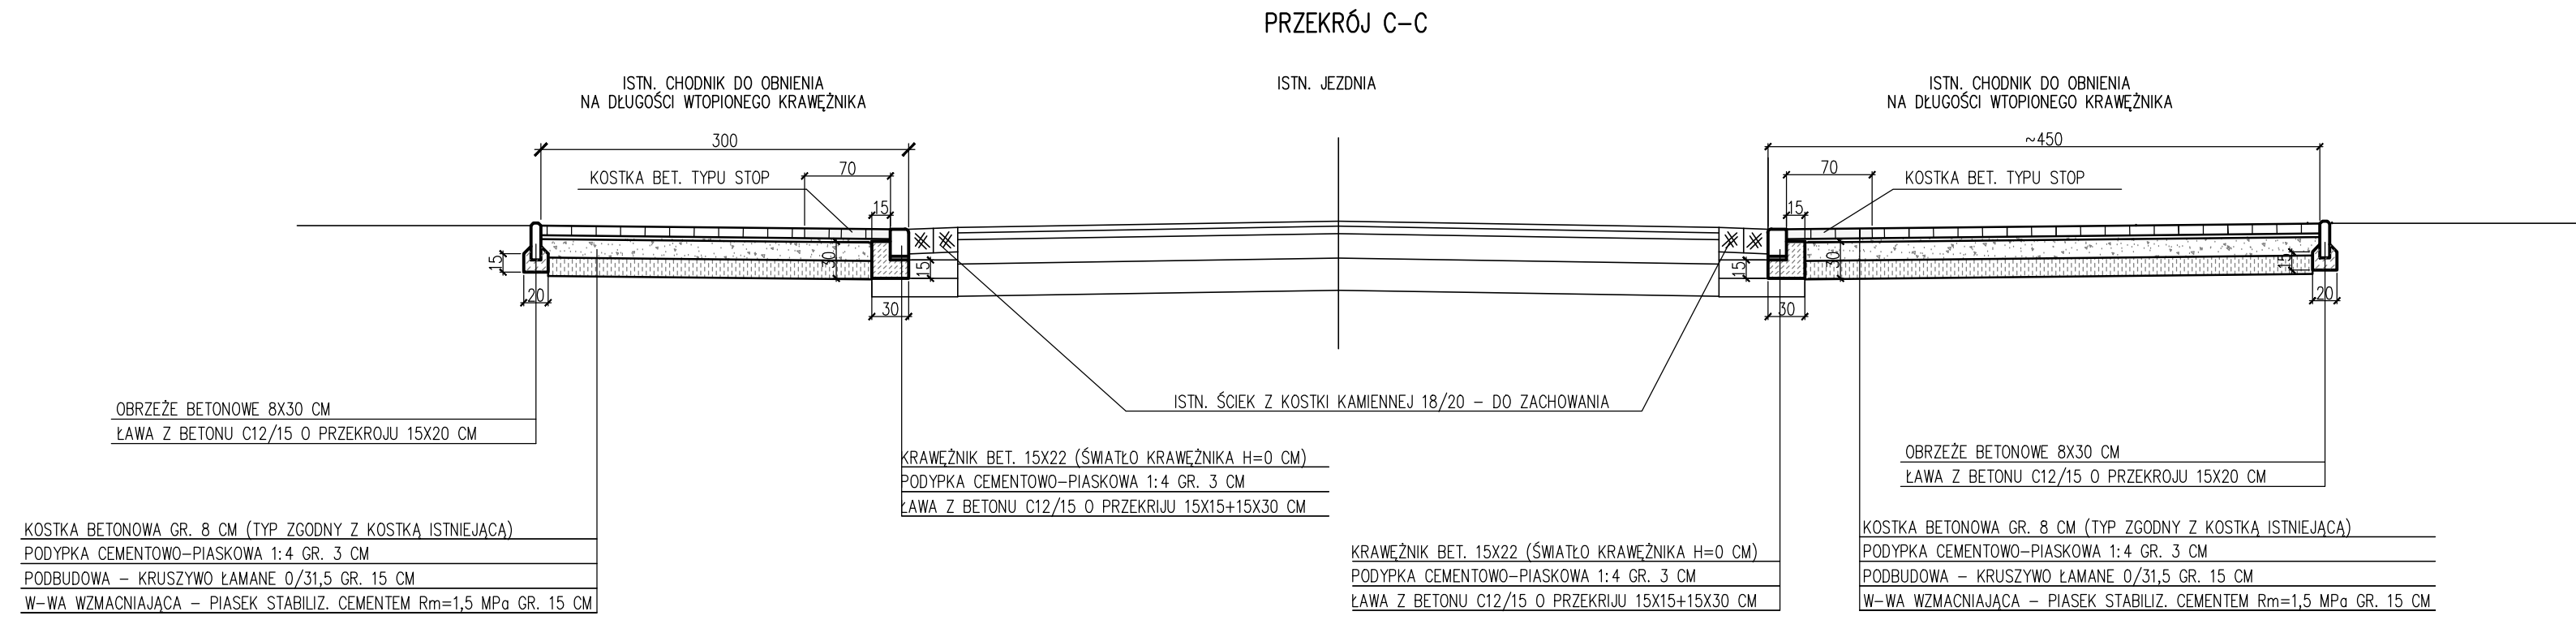 PRZEKRÓJ C-C
ISTN. CHODNIK DO OBNIENIA
NA DŁUGOŚCI WTOPIONEGO KRAWĘŻNIKA
ISTN. JEZDNIA
ISTN. CHODNIK DO OBNIENIA
NA DŁUGOŚCI WTOPIONEGO KRAWĘŻNIKA
300
~450
70
70
KOSTKA BET. TYPU STOP
KOSTKA BET. TYPU STOP
15
15
15
30
15
15
30
15
20
30
30
20
ISTN. ŚCIEK Z KOSTKI KAMIENNEJ 18/20 - DO ZACHOWANIA
OBRZEŻE BETONOWE 8X30 CM
ŁAWA Z BETONU C12/15 O PRZEKROJU 15X20 CM
KRAWĘŻNIK BET. 15X22 (ŚWIATŁO KRAWĘŻNIKA H=0 CM)
PODYPKA CEMENTOWO-PIASKOWA 1:4 GR. 3 CM
ŁAWA Z BETONU C12/15 O PRZEKRIJU 15X15+15X30 CM
OBRZEŻE BETONOWE 8X30 CM
ŁAWA Z BETONU C12/15 O PRZEKROJU 15X20 CM
KOSTKA BETONOWA GR. 8 CM (TYP ZGODNY Z KOSTKĄ ISTNIEJĄCĄ)
PODYPKA CEMENTOWO-PIASKOWA 1:4 GR. 3 CM
PODBUDOWA - KRUSZYWO ŁAMANE 0/31,5 GR. 15 CM
W-WA WZMACNIAJĄCA - PIASEK STABILIZ. CEMENTEM Rm=1,5 MPa GR. 15 CM
KRAWĘŻNIK BET. 15X22 (ŚWIATŁO KRAWĘŻNIKA H=0 CM)
PODYPKA CEMENTOWO-PIASKOWA 1:4 GR. 3 CM
ŁAWA Z BETONU C12/15 O PRZEKRIJU 15X15+15X30 CM
KOSTKA BETONOWA GR. 8 CM (TYP ZGODNY Z KOSTKĄ ISTNIEJĄCĄ)
PODYPKA CEMENTOWO-PIASKOWA 1:4 GR. 3 CM
PODBUDOWA - KRUSZYWO ŁAMANE 0/31,5 GR. 15 CM
W-WA WZMACNIAJĄCA - PIASEK STABILIZ. CEMENTEM Rm=1,5 MPa GR. 15 CM